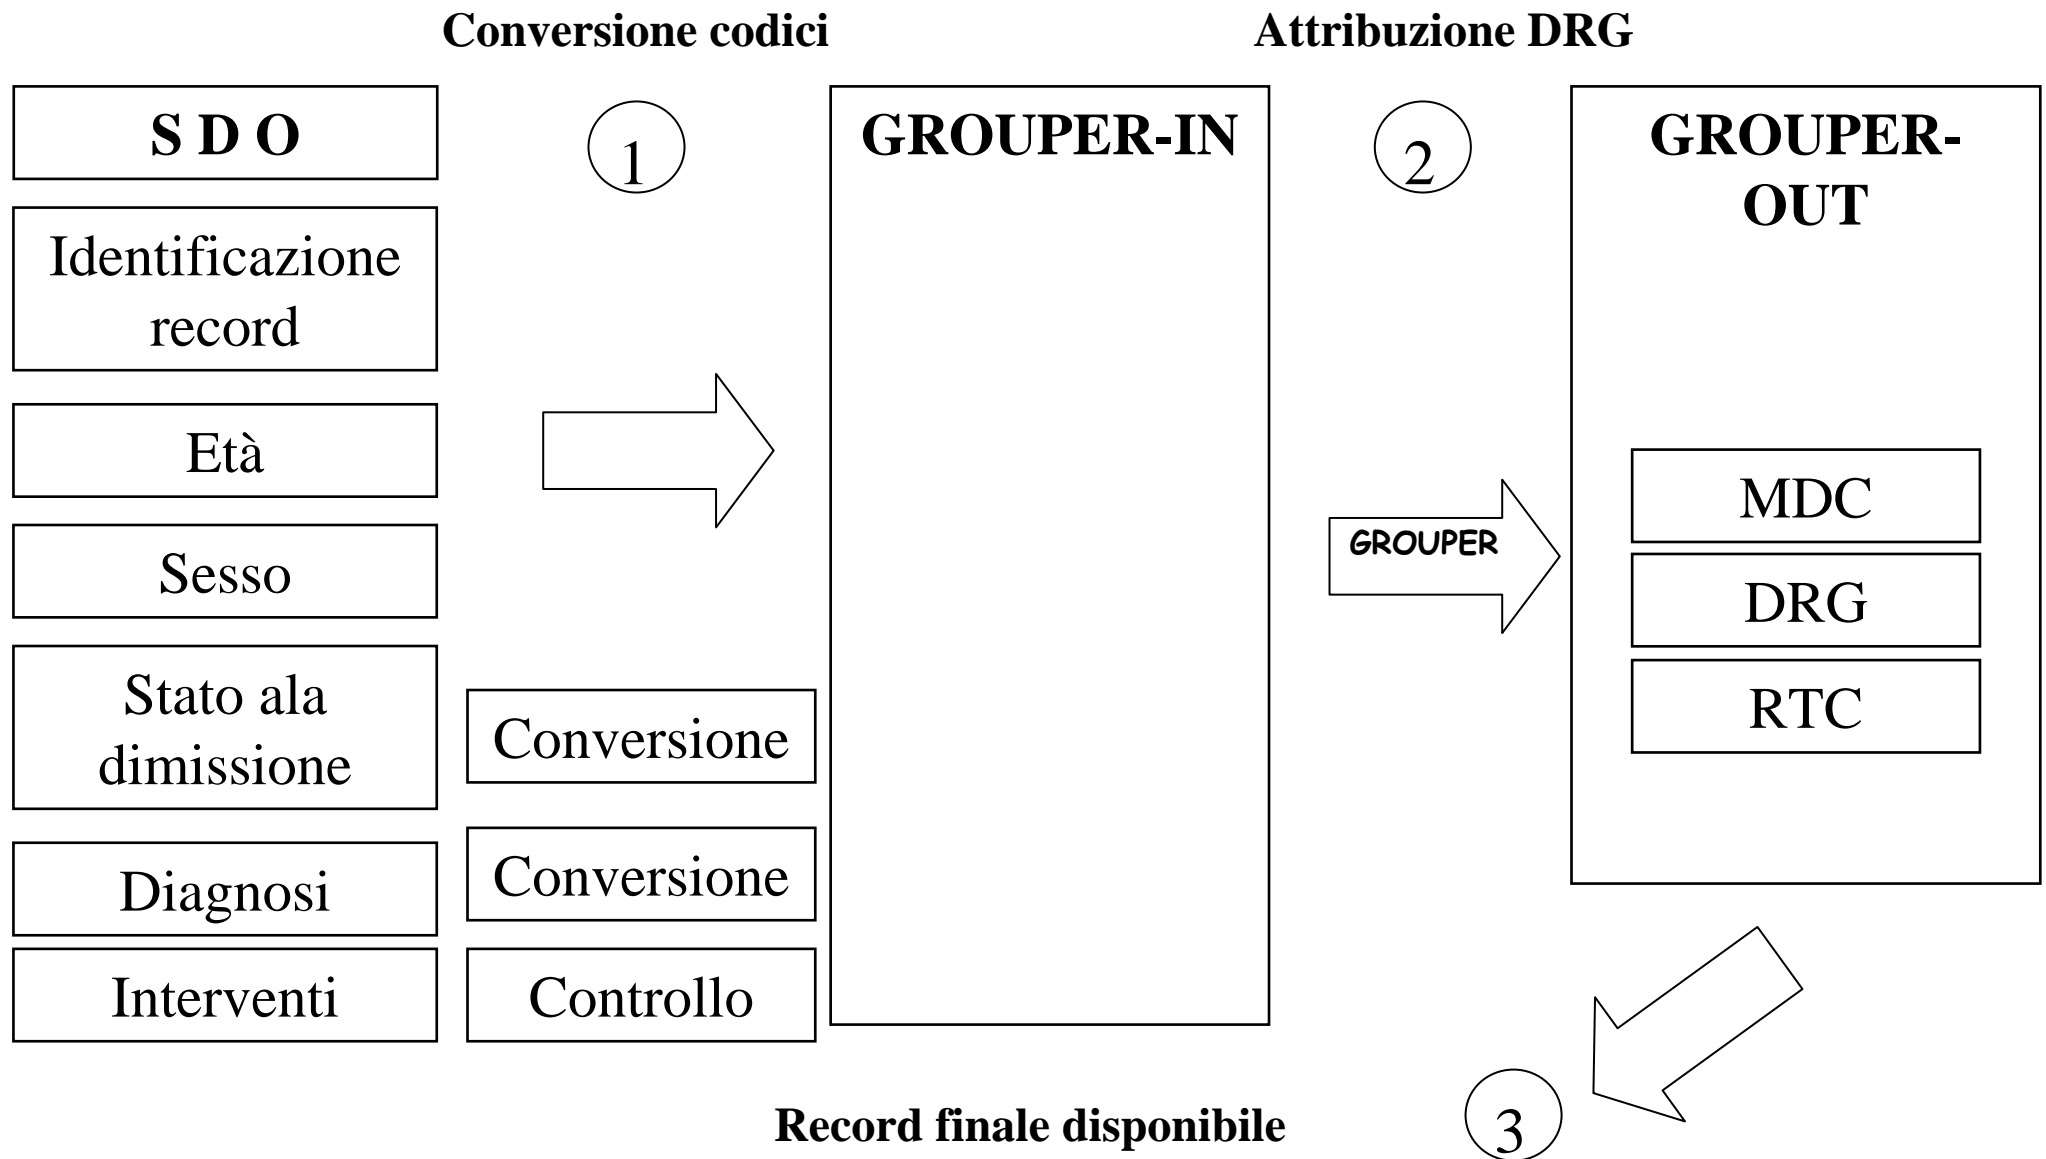 Conversione codici
Attribuzione DRG
S D O
1
GROUPER-IN
2
GROUPER-
OUT
Identificazione
record
Età
Sesso
Stato ala
dimissione
Diagnosi
Interventi
Conversione
Conversione
Controllo
GROUPER
MDC
DRG
RTC
Record finale disponibile
3